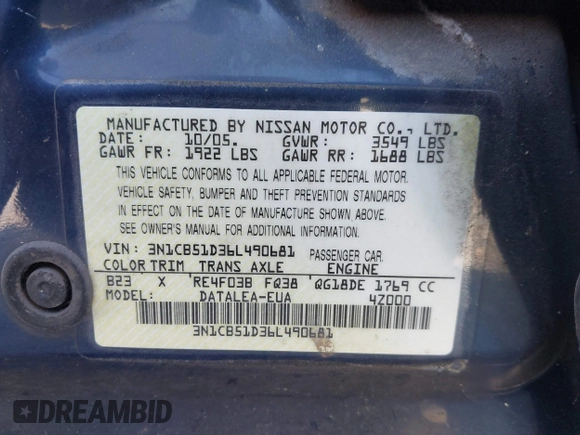 MANUFACTURED BY NISSAN MOTOR CO., LTD.
DATE: 10/05. GVWR: 3549 LBS
GAWR FR: 1922 LBS GAWR RR: 1688 LBS
THIS VEHICLE CONFORMS TO ALL APPLICABLE FEDERAL MOTOR.
VEHICLE SAFETY, BUMPER AND THEFT PREVENTION STANDARDS
IN EFFECT ON THE DATE OF MANUFACTURE SHOWN ABOVE.
SEE OWNER'S MANUAL FOR ADDITIONAL INFORMATION
VIN: 3N1CB51D36L490681 PASSENGER CAR.
COLOR TRIM TRANS AXLE ENGINE
B23 X 'RE4F03B FQ38 'QG18DE 1769 CC
MODEL: DATALEA-EUA 4Z000
3N1CB51D36L490681
DREAMBID